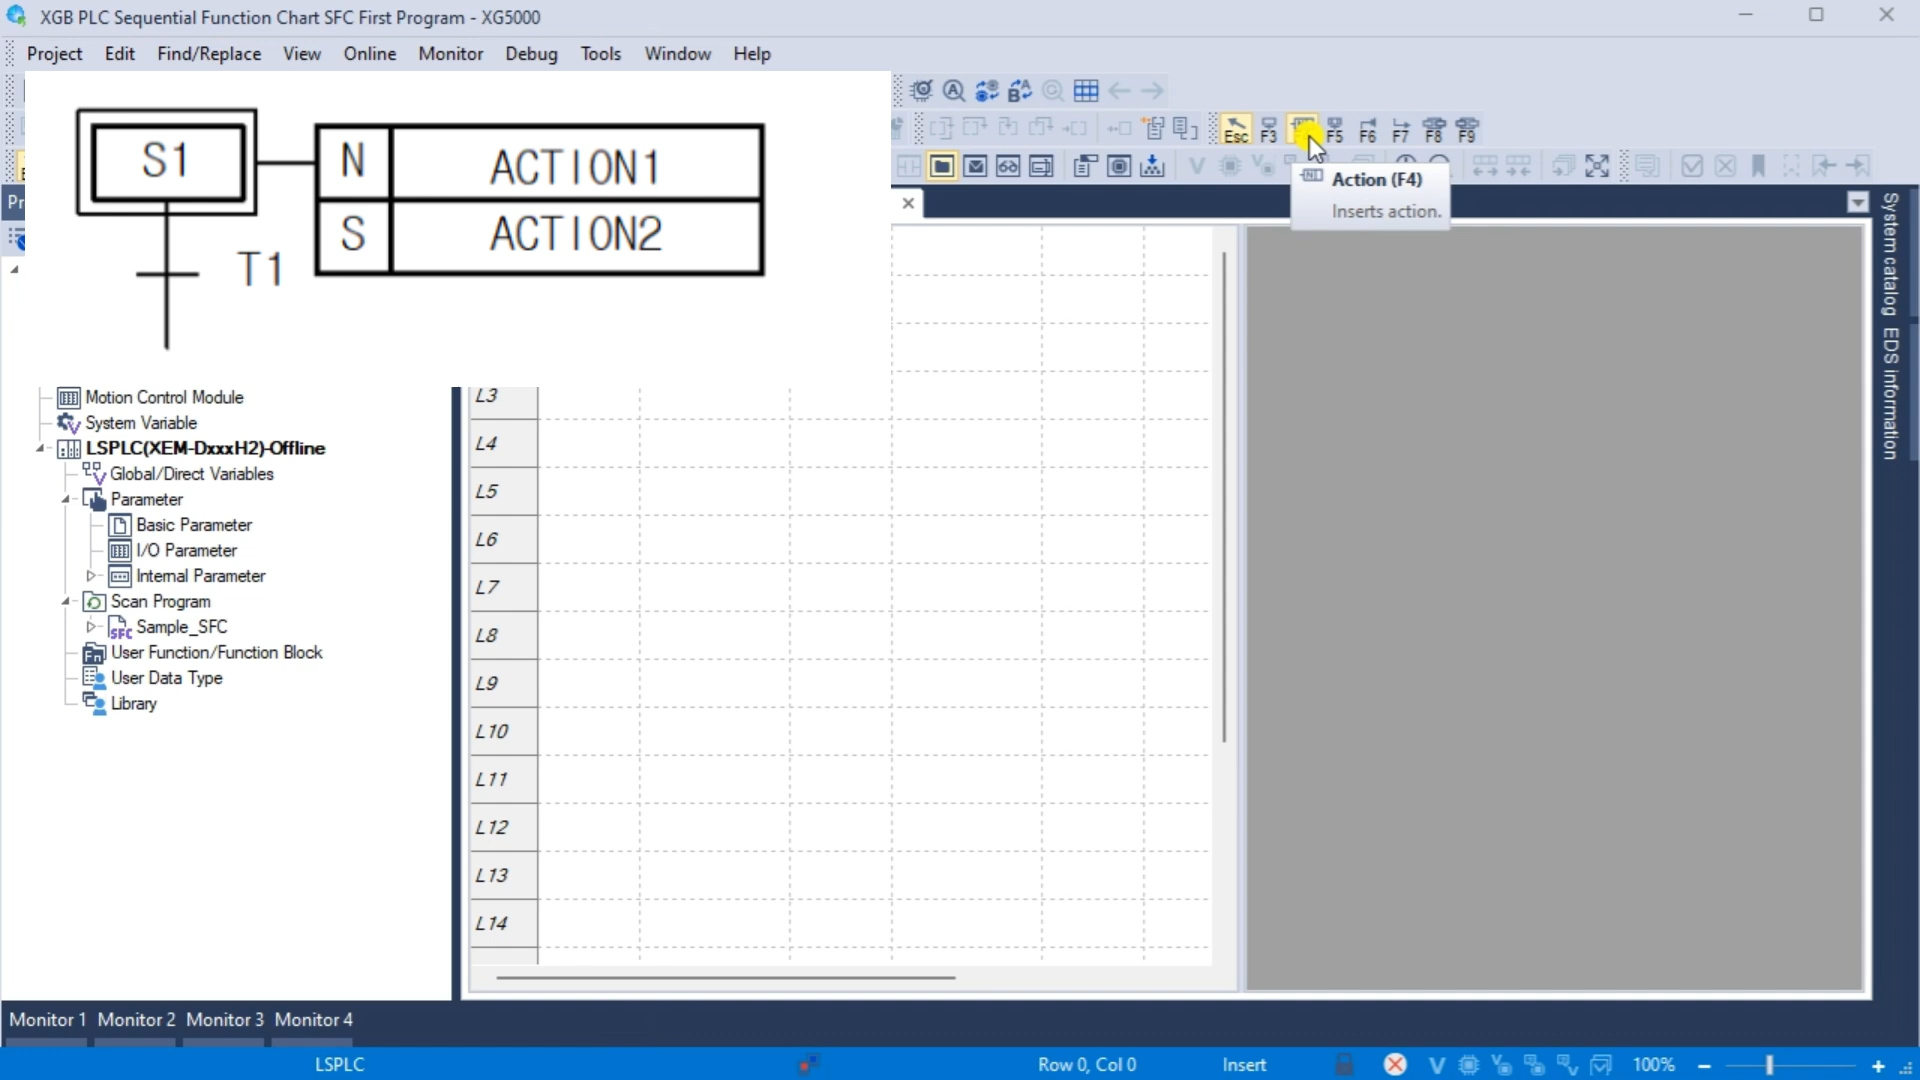 XGB PLC Sequential Function Chart SFC First Program - XG5000
Project Edit Find/Replace View Online Monitor Debug Tools Window Help
Esc F3 F5 F6 F7 F8 F9
Action (F4)
Inserts action.
S1 N ACTION1
S ACTION2
T1
Pr
System catalog
EDS information
Motion Control Module
System Variable
LSPLC(XEM-DxxxH2)-Offline
Global/Direct Variables
Parameter
Basic Parameter
I/O Parameter
Internal Parameter
Scan Program
SFC Sample_SFC
Fn User Function/Function Block
User Data Type
Library
L3
L4
L5
L6
L7
L8
L9
L10
L11
L12
L13
L14
Monitor 1 Monitor 2 Monitor 3 Monitor 4
LSPLC Row 0, Col 0 Insert 100%